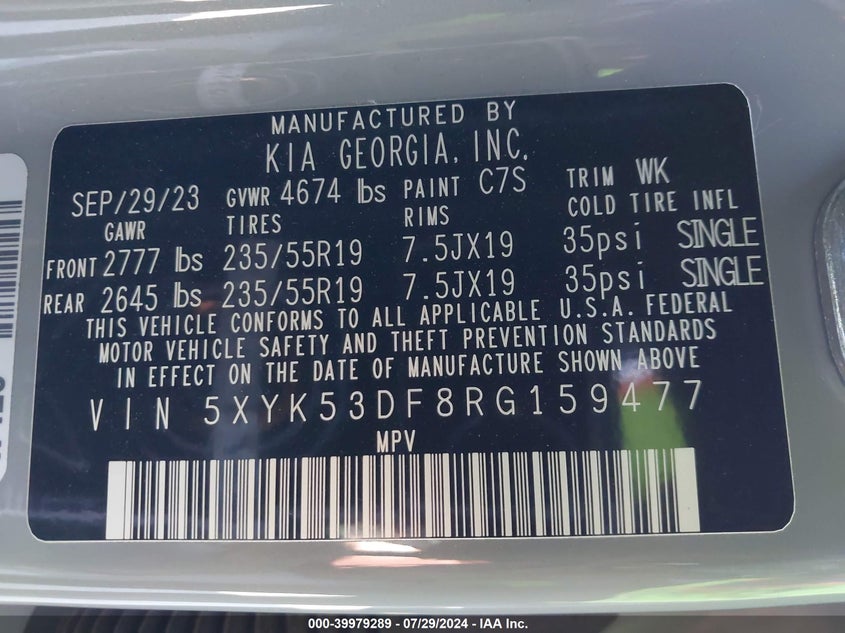 MANUFACTURED BY
KIA GEORGIA, INC.
SEP/29/23 GVWR 4674 lbs PAINT C7S TRIM WK
GAWR TIRES RIMS COLD TIRE INFL
FRONT 2777 lbs 235/55R19 7.5JX19 35psi SINGLE
REAR 2645 lbs 235/55R19 7.5JX19 35psi SINGLE
THIS VEHICLE CONFORMS TO ALL APPLICABLE U.S.A. FEDERAL
MOTOR VEHICLE SAFETY AND THEFT PREVENTION STANDARDS
IN EFFECT ON THE DATE OF MANUFACTURE SHOWN ABOVE
VIN 5XYK53DF8RG159477
MPV
000-39979289 - 07/29/2024 - IAA Inc.